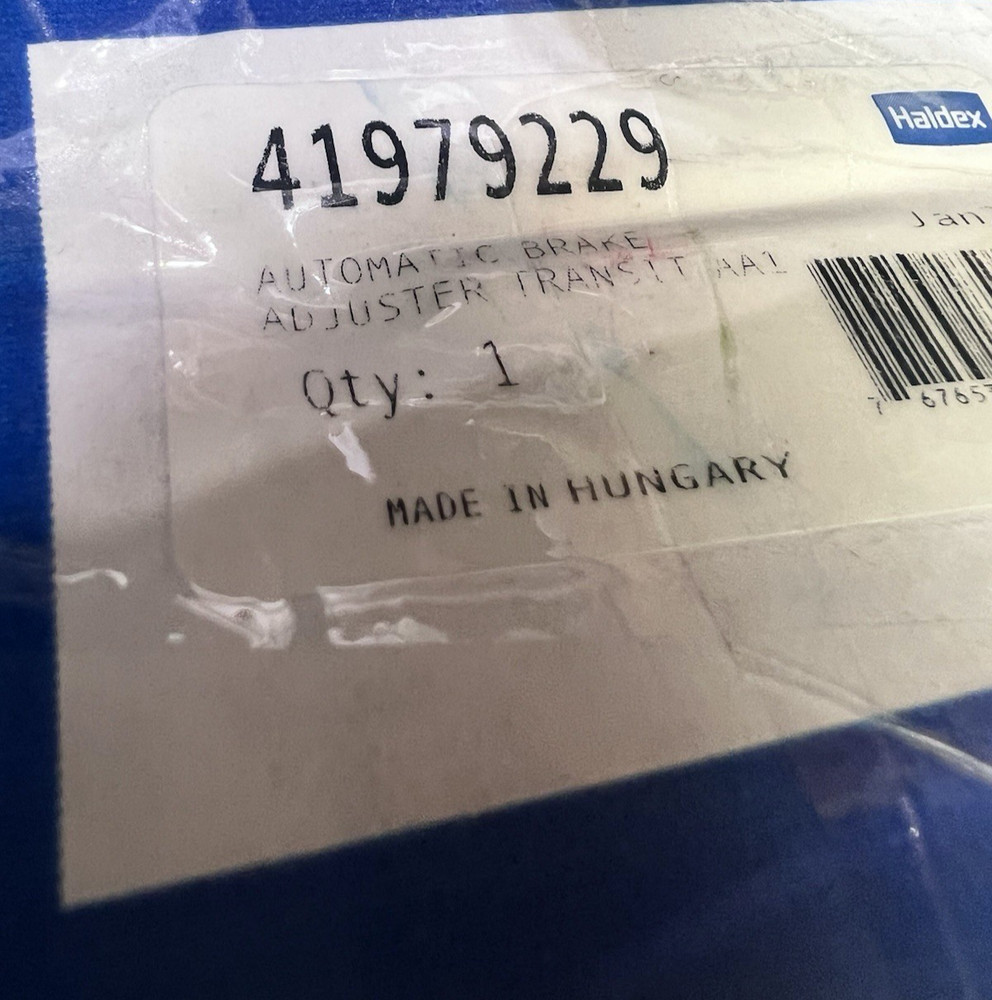 41979229
Haldex
AUTOMATIC BRAKE
ADJUSTER TRANSIT AA1
Qty: 1
MADE IN HUNGARY